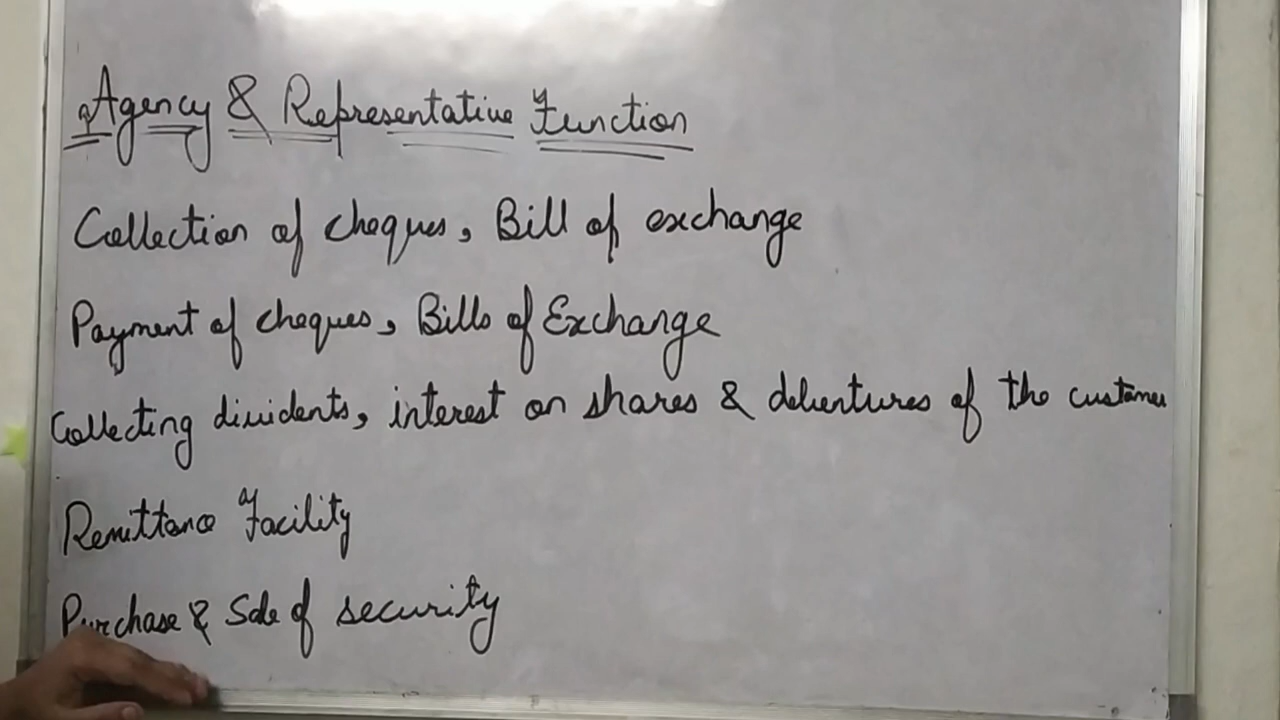 Agency & Representative Function
Collection of cheques, Bill of exchange
Payment of cheques, Bills of Exchange
Collecting dividents, interest on shares & debentures of the customer
Remittance Facility
Purchase & Sale of security